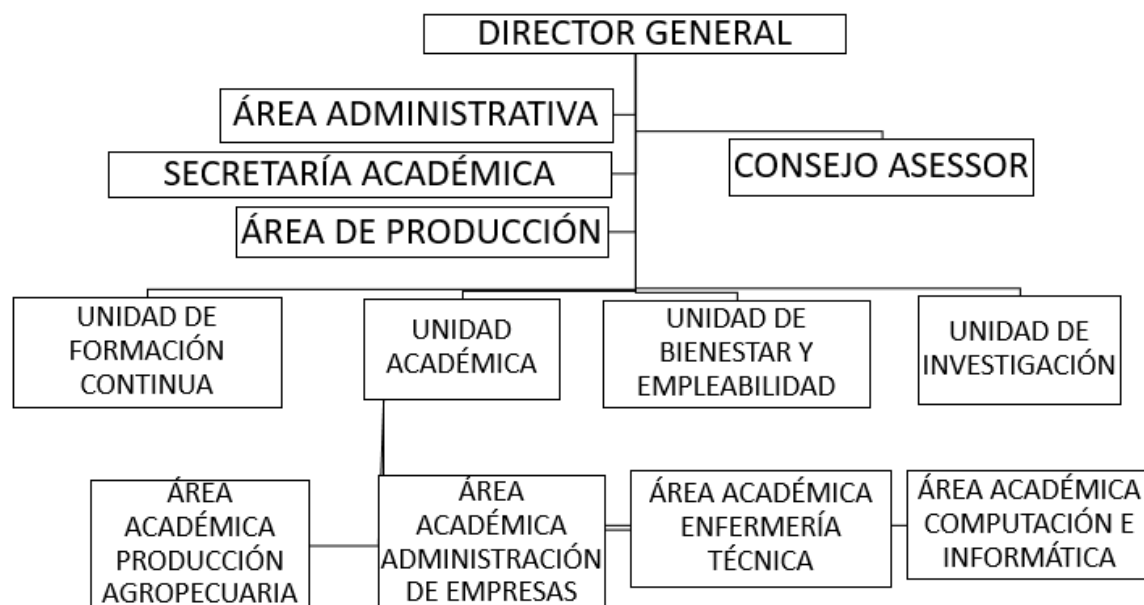 DIRECTOR GENERAL
ÁREA ADMINISTRATIVA
SECRETARÍA ACADÉMICA
CONSEJO ASESSOR
ÁREA DE PRODUCCIÓN
UNIDAD DE
FORMACIÓN
CONTINUA
UNIDAD
ACADÉMICA
UNIDAD DE
BIENESTAR Y
EMPLEABILIDAD
UNIDAD DE
INVESTIGACIÓN
ÁREA
ACADÉMICA
PRODUCCIÓN
AGROPECUARIA
ÁREA
ACADÉMICA
ADMINISTRACIÓN
DE EMPRESAS
ÁREA ACADÉMICA
ENFERMERÍA
TÉCNICA
ÁREA ACADÉMICA
COMPUTACIÓN E
INFORMÁTICA